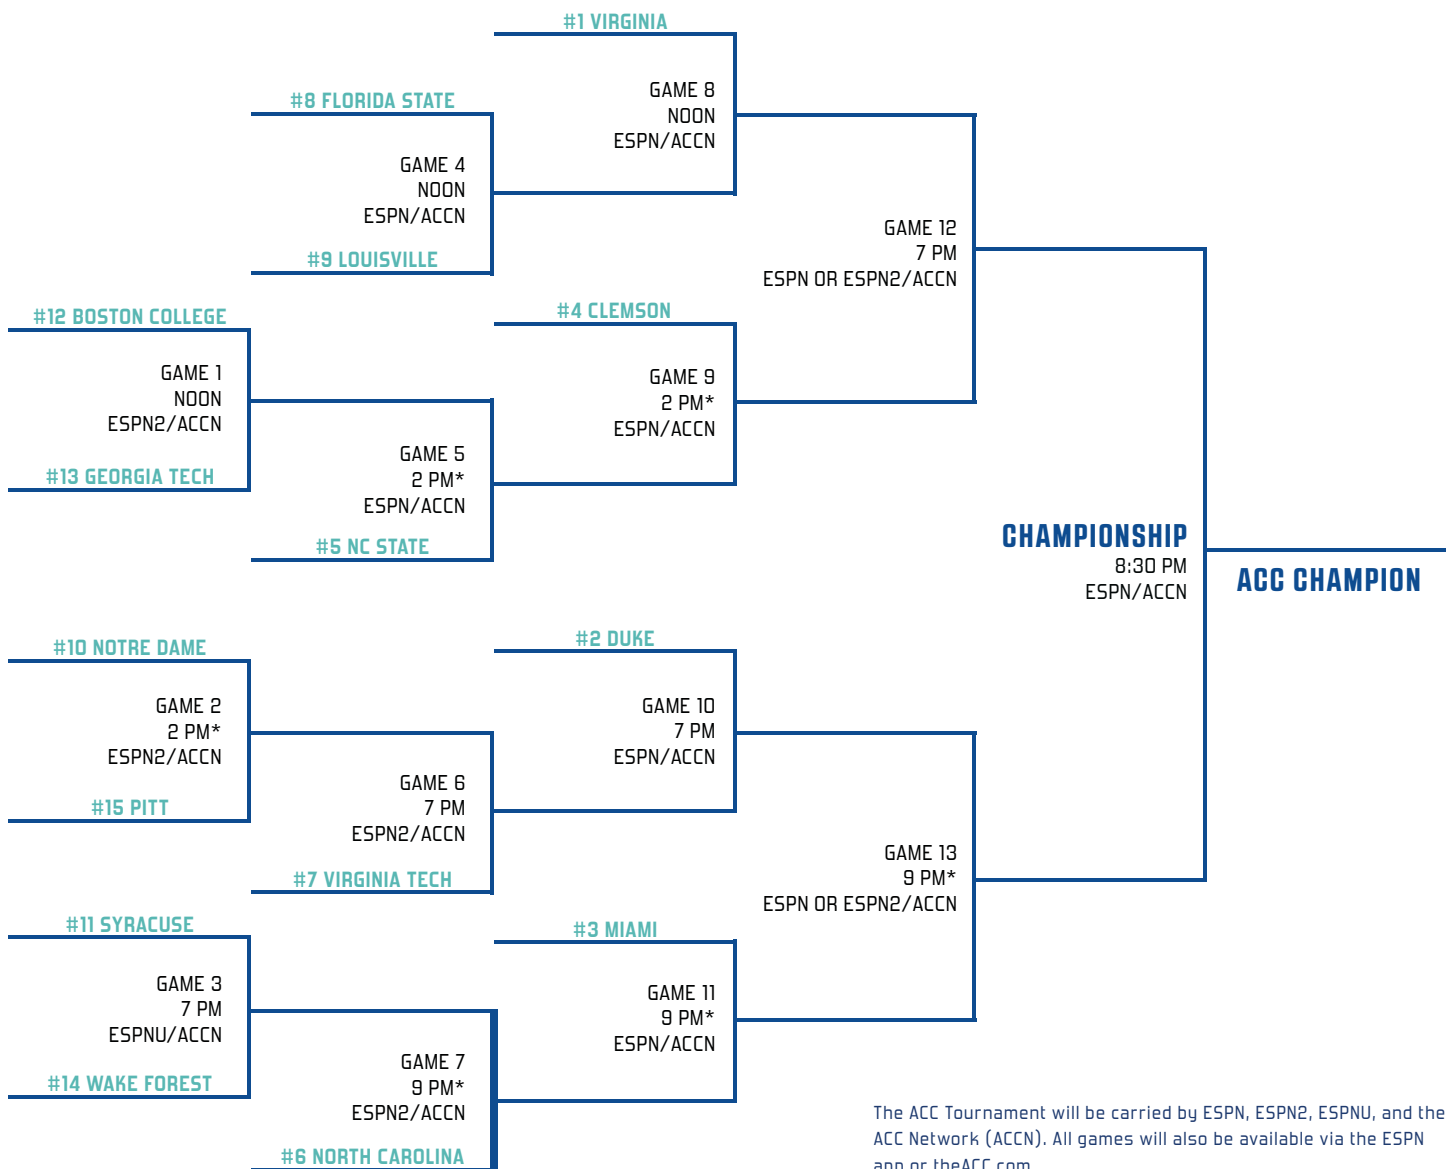 #1 VIRGINIA
GAME 8
NOON
ESPN/ACCN
#8 FLORIDA STATE
GAME 4
NOON
ESPN/ACCN
#9 LOUISVILLE
GAME 12
7 PM
ESPN OR ESPN2/ACCN
#12 BOSTON COLLEGE
GAME 1
NOON
ESPN2/ACCN
#13 GEORGIA TECH
#4 CLEMSON
GAME 9
2 PM*
ESPN/ACCN
GAME 5
2 PM*
ESPN/ACCN
#5 NC STATE
CHAMPIONSHIP
8:30 PM
ESPN/ACCN
ACC CHAMPION
#10 NOTRE DAME
GAME 2
2 PM*
ESPN2/ACCN
#15 PITT
#2 DUKE
GAME 10
7 PM
ESPN/ACCN
GAME 6
7 PM
ESPN2/ACCN
#7 VIRGINIA TECH
GAME 13
9 PM*
ESPN OR ESPN2/ACCN
#11 SYRACUSE
GAME 3
7 PM
ESPNU/ACCN
#14 WAKE FOREST
#3 MIAMI
GAME 11
9 PM*
ESPN/ACCN
GAME 7
9 PM*
ESPN2/ACCN
#6 NORTH CAROLINA
The ACC Tournament will be carried by ESPN, ESPN2, ESPNU, and the
ACC Network (ACCN). All games will also be available via the ESPN
app or theACC.com